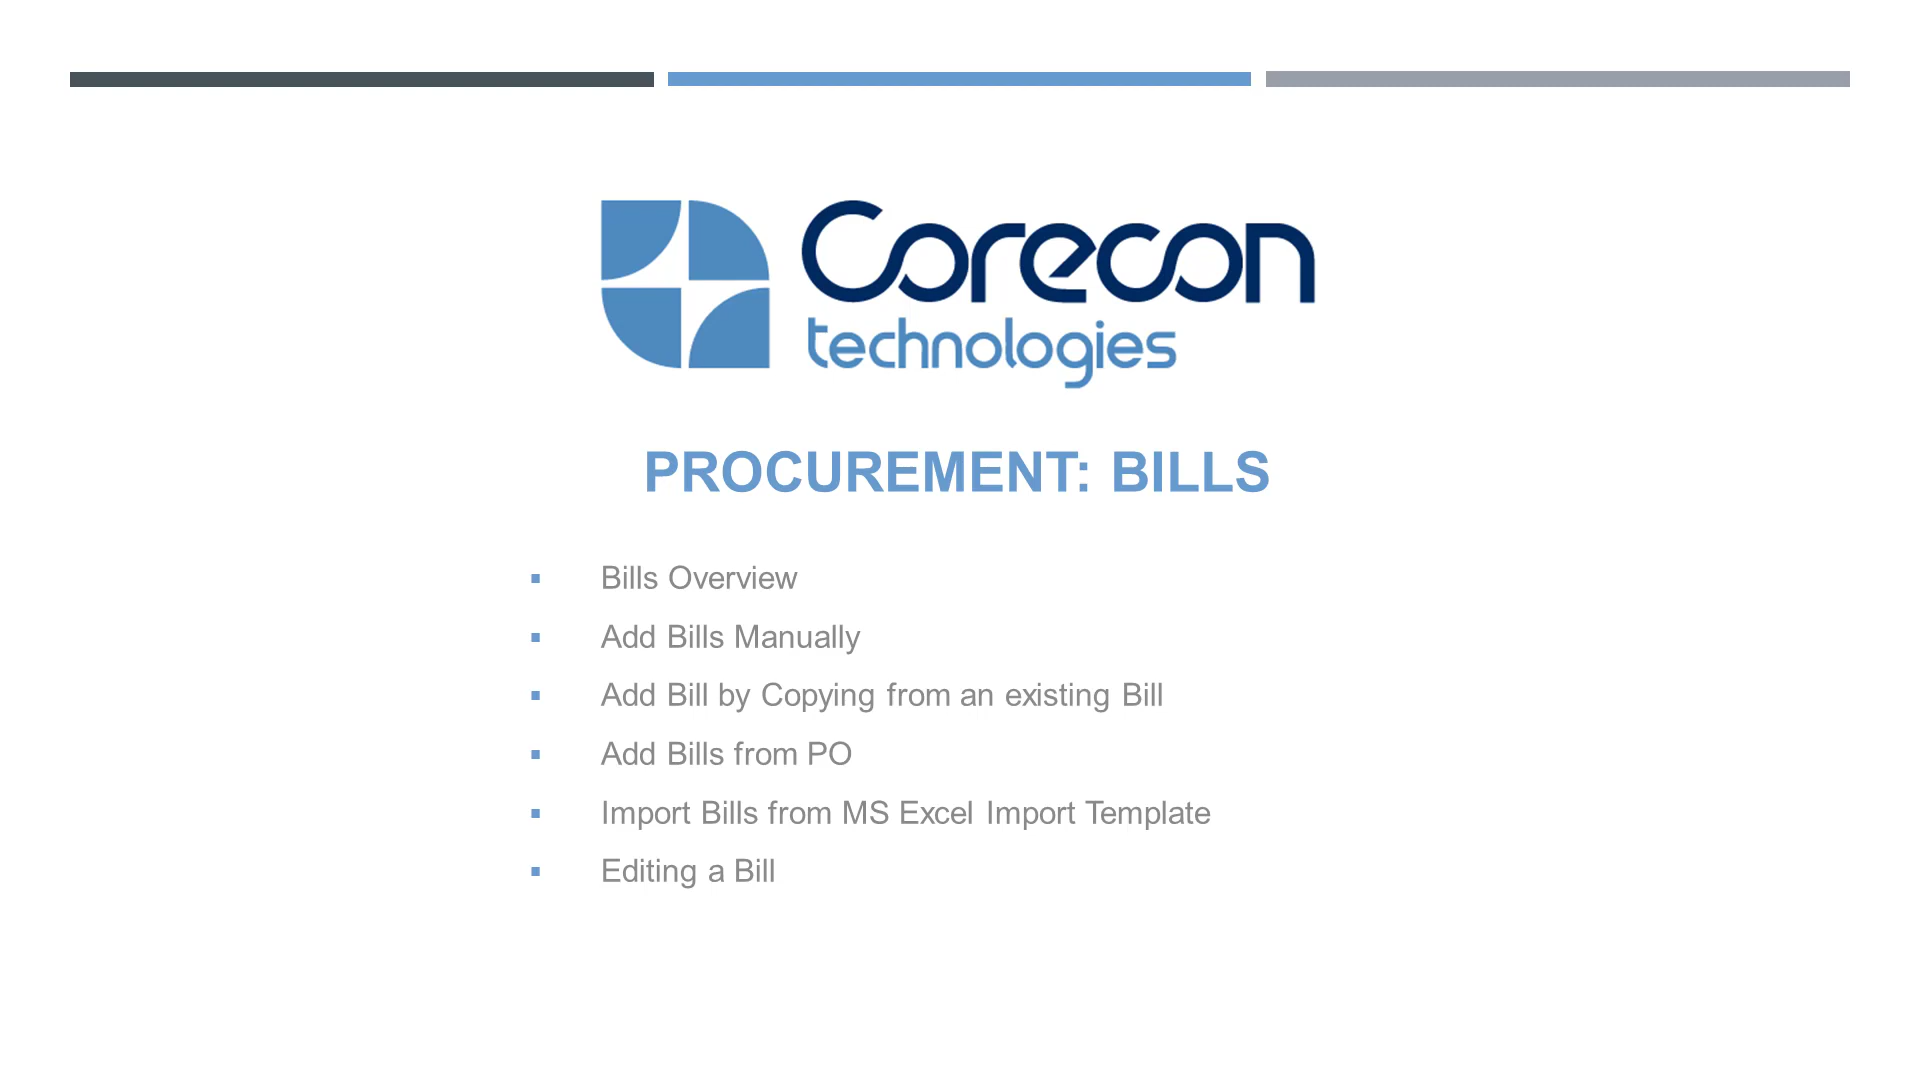 Corecon
technologies
PROCUREMENT: BILLS
Bills Overview
Add Bills Manually
Add Bill by Copying from an existing Bill
Add Bills from PO
Import Bills from MS Excel Import Template
Editing a Bill